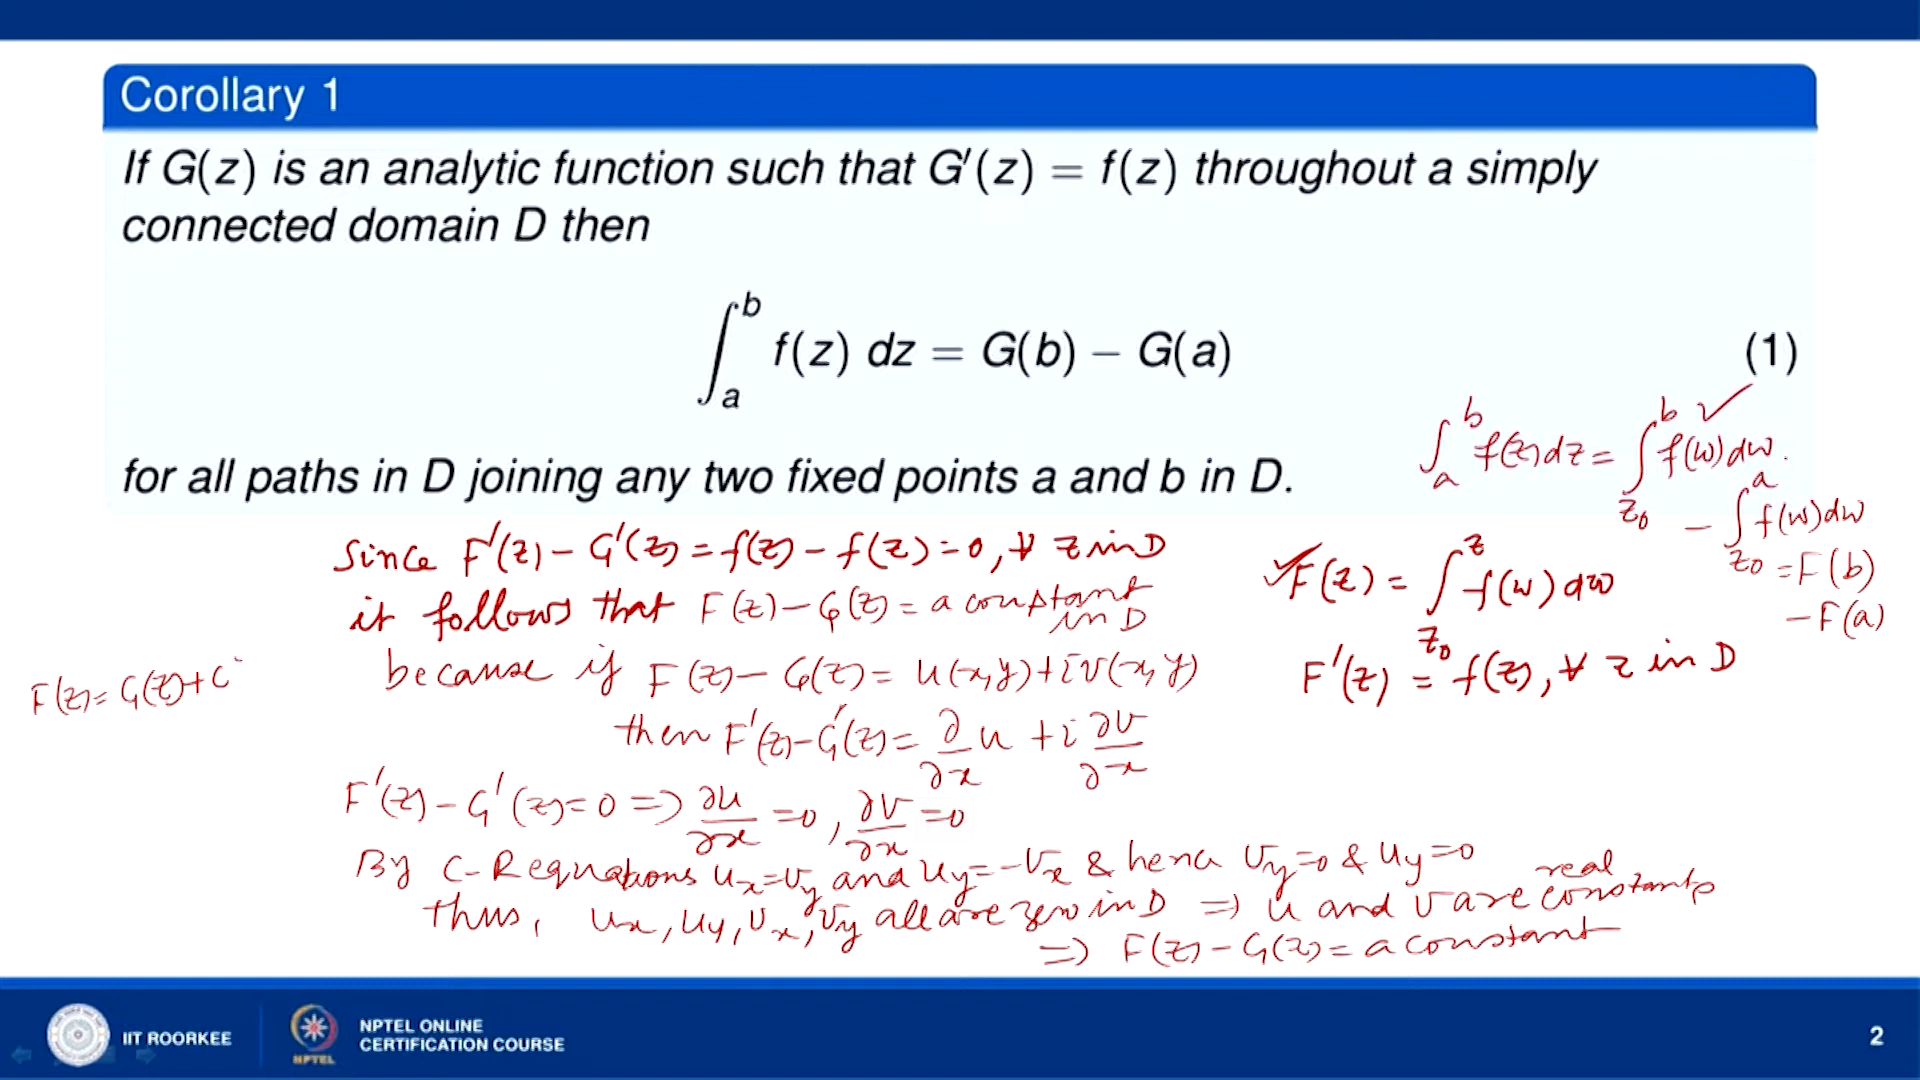 Corollary 1
If G(z) is an analytic function such that G′(z) = f(z) throughout a simply
connected domain D then
∫_a^b f(z) dz = G(b) − G(a) (1)
for all paths in D joining any two fixed points a and b in D.
∫_a^b f(z)dz = ∫_{z0}^b f(w)dw. ✓
− ∫_{z0}^a f(w)dw
= F(b)
− F(a)
Since F′(z) − G′(z) = f(z) − f(z) = 0, ∀ z in D
it follows that F(z) − G(z) = a constant
in D
✓F(z) = ∫_{z0}^z f(w)dw
F′(z) = f(z), ∀ z in D
F(z) = G(z) + C
because if F(z) − G(z) = u(x,y) + iv(x,y)
then F′(z) − G′(z) = ∂/∂x u + i ∂v/∂x
F′(z) − G′(z) = 0 ⇒ ∂u/∂x = 0, ∂v/∂x = 0
By C-R equations ux = vy and uy = −vx & hence vy = 0 & uy = 0
real
Thus, ux, uy, vx, vy all are zero in D ⇒ u and v are constants
⇒ F(z) − G(z) = a constant
IIT ROORKEE
NPTEL
NPTEL ONLINE
CERTIFICATION COURSE
2